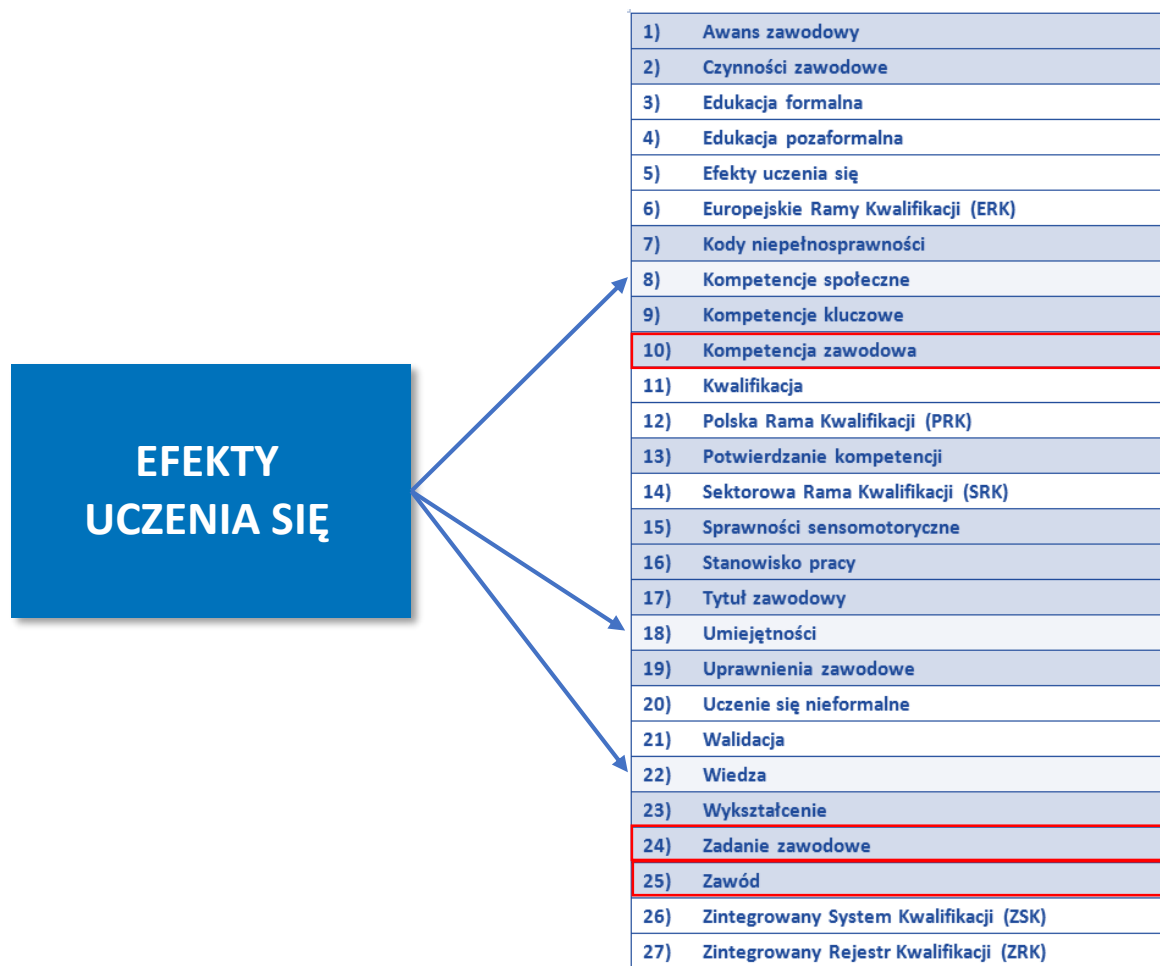 EFEKTY
UCZENIA SIĘ
1) Awans zawodowy
2) Czynności zawodowe
3) Edukacja formalna
4) Edukacja pozaformalna
5) Efekty uczenia się
6) Europejskie Ramy Kwalifikacji (ERK)
7) Kody niepełnosprawności
8) Kompetencje społeczne
9) Kompetencje kluczowe
10) Kompetencja zawodowa
11) Kwalifikacja
12) Polska Rama Kwalifikacji (PRK)
13) Potwierdzanie kompetencji
14) Sektorowa Rama Kwalifikacji (SRK)
15) Sprawności sensomotoryczne
16) Stanowisko pracy
17) Tytuł zawodowy
18) Umiejętności
19) Uprawnienia zawodowe
20) Uczenie się nieformalne
21) Walidacja
22) Wiedza
23) Wykształcenie
24) Zadanie zawodowe
25) Zawód
26) Zintegrowany System Kwalifikacji (ZSK)
27) Zintegrowany Rejestr Kwalifikacji (ZRK)